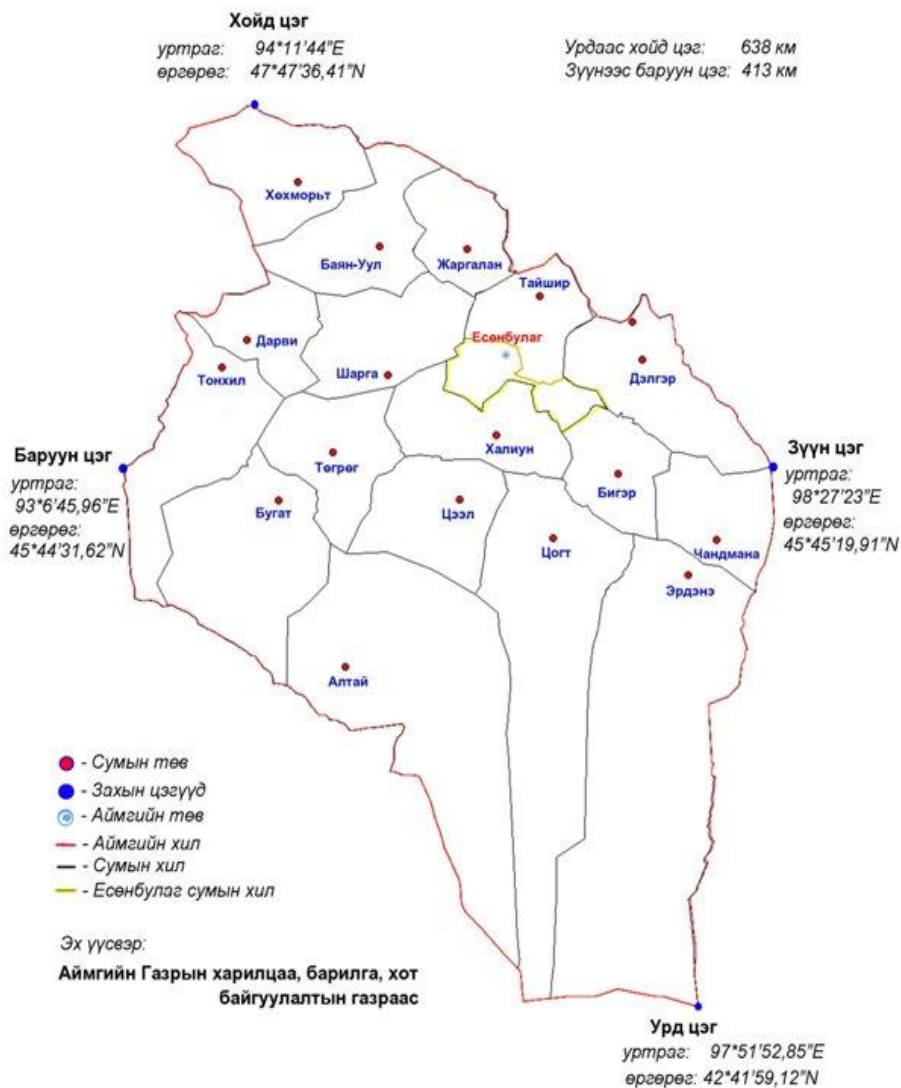 Хойд цэг
уртраг: 94*11'44"E
өргөрөг: 47*47'36,41"N
Урдаас хойд цэг: 638 км
Зүүнээс баруун цэг: 413 км
Хөхморьт
Баян-Уул
Жаргалан
Тайшир
Есөнбулаг
Дарви
Тонхил
Шарга
Дэлгэр
Халиун
Баруун цэг
уртраг:
93*6'45,96"E
өргөрөг:
45*44'31,62"N
Төгрөг
Бугат
Цээл
Бигэр
Цогт
Чандмана
Эрдэнэ
Зүүн цэг
уртраг:
98*27'23"E
өргөрөг:
45*45'19,91"N
Алтай
- Сумын төв
- Захын цэгүүд
- Аймгийн төв
- Аймгийн хил
- Сумын хил
- Есөнбулаг сумын хил
Эх үүсвэр:
Аймгийн Газрын харилцаа, барилга, хот
байгуулалтын газраас
Урд цэг
уртраг: 97*51'52,85"E
өргөрөг: 42*41'59,12"N